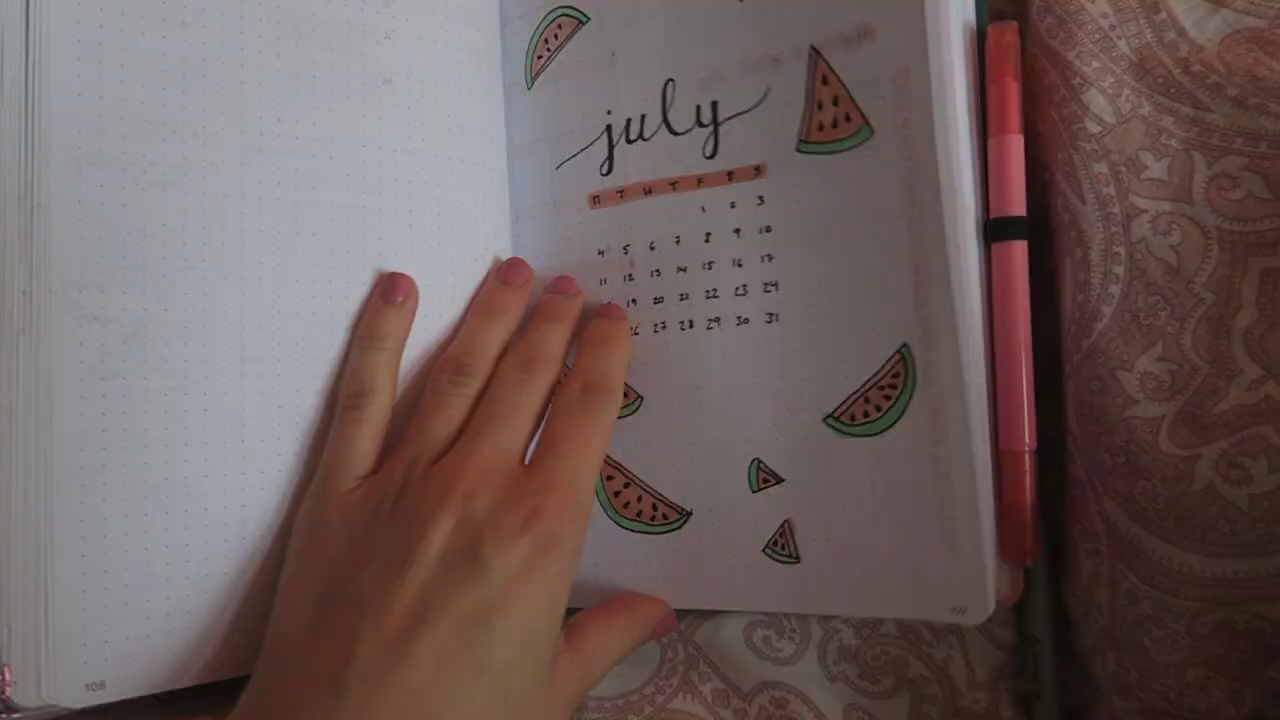 july
M T W T F S S
1 2 3
4 5 6 7 8 9 10
11 12 13 14 15 16 17
19 20 21 22 23 24
26 27 28 29 30 31
108